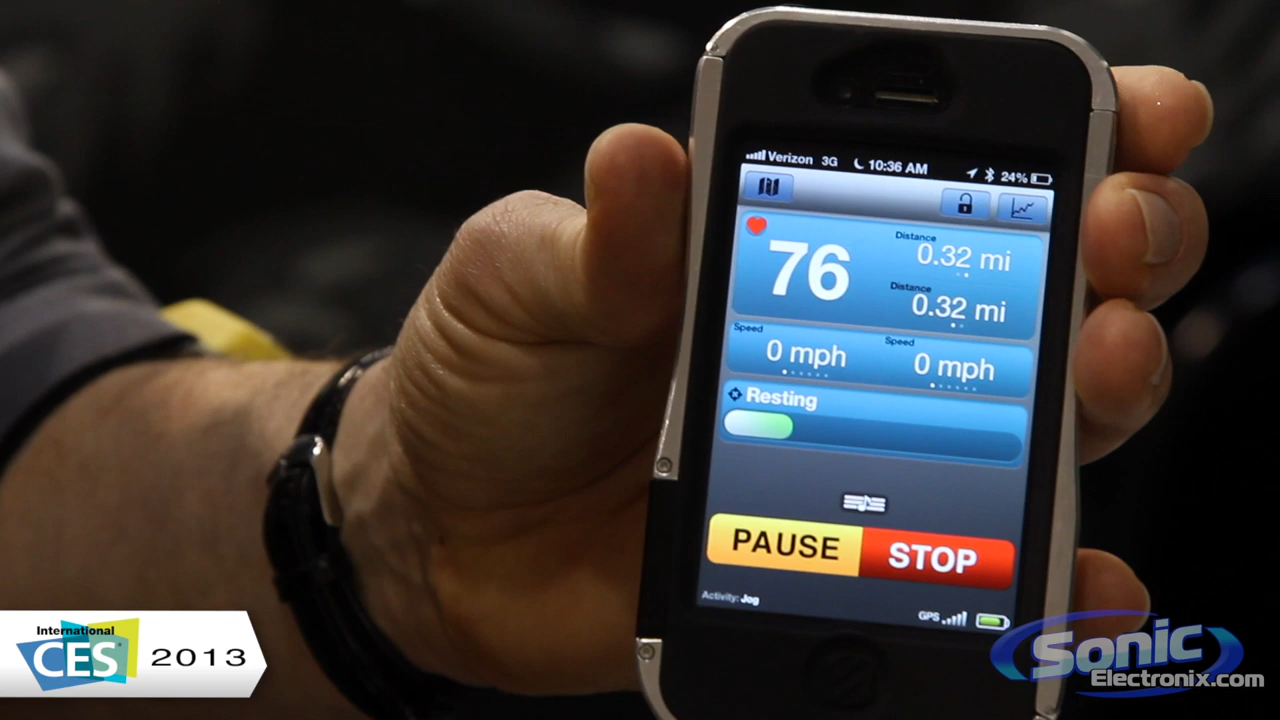 Verizon 3G 10:36 AM 24%
76
Distance
0.32 mi
Distance
0.32 mi
Speed
0 mph
Speed
0 mph
Resting
PAUSE
STOP
Activity: Jog
GPS
International
CES
2013
Sonic
Electronix.com